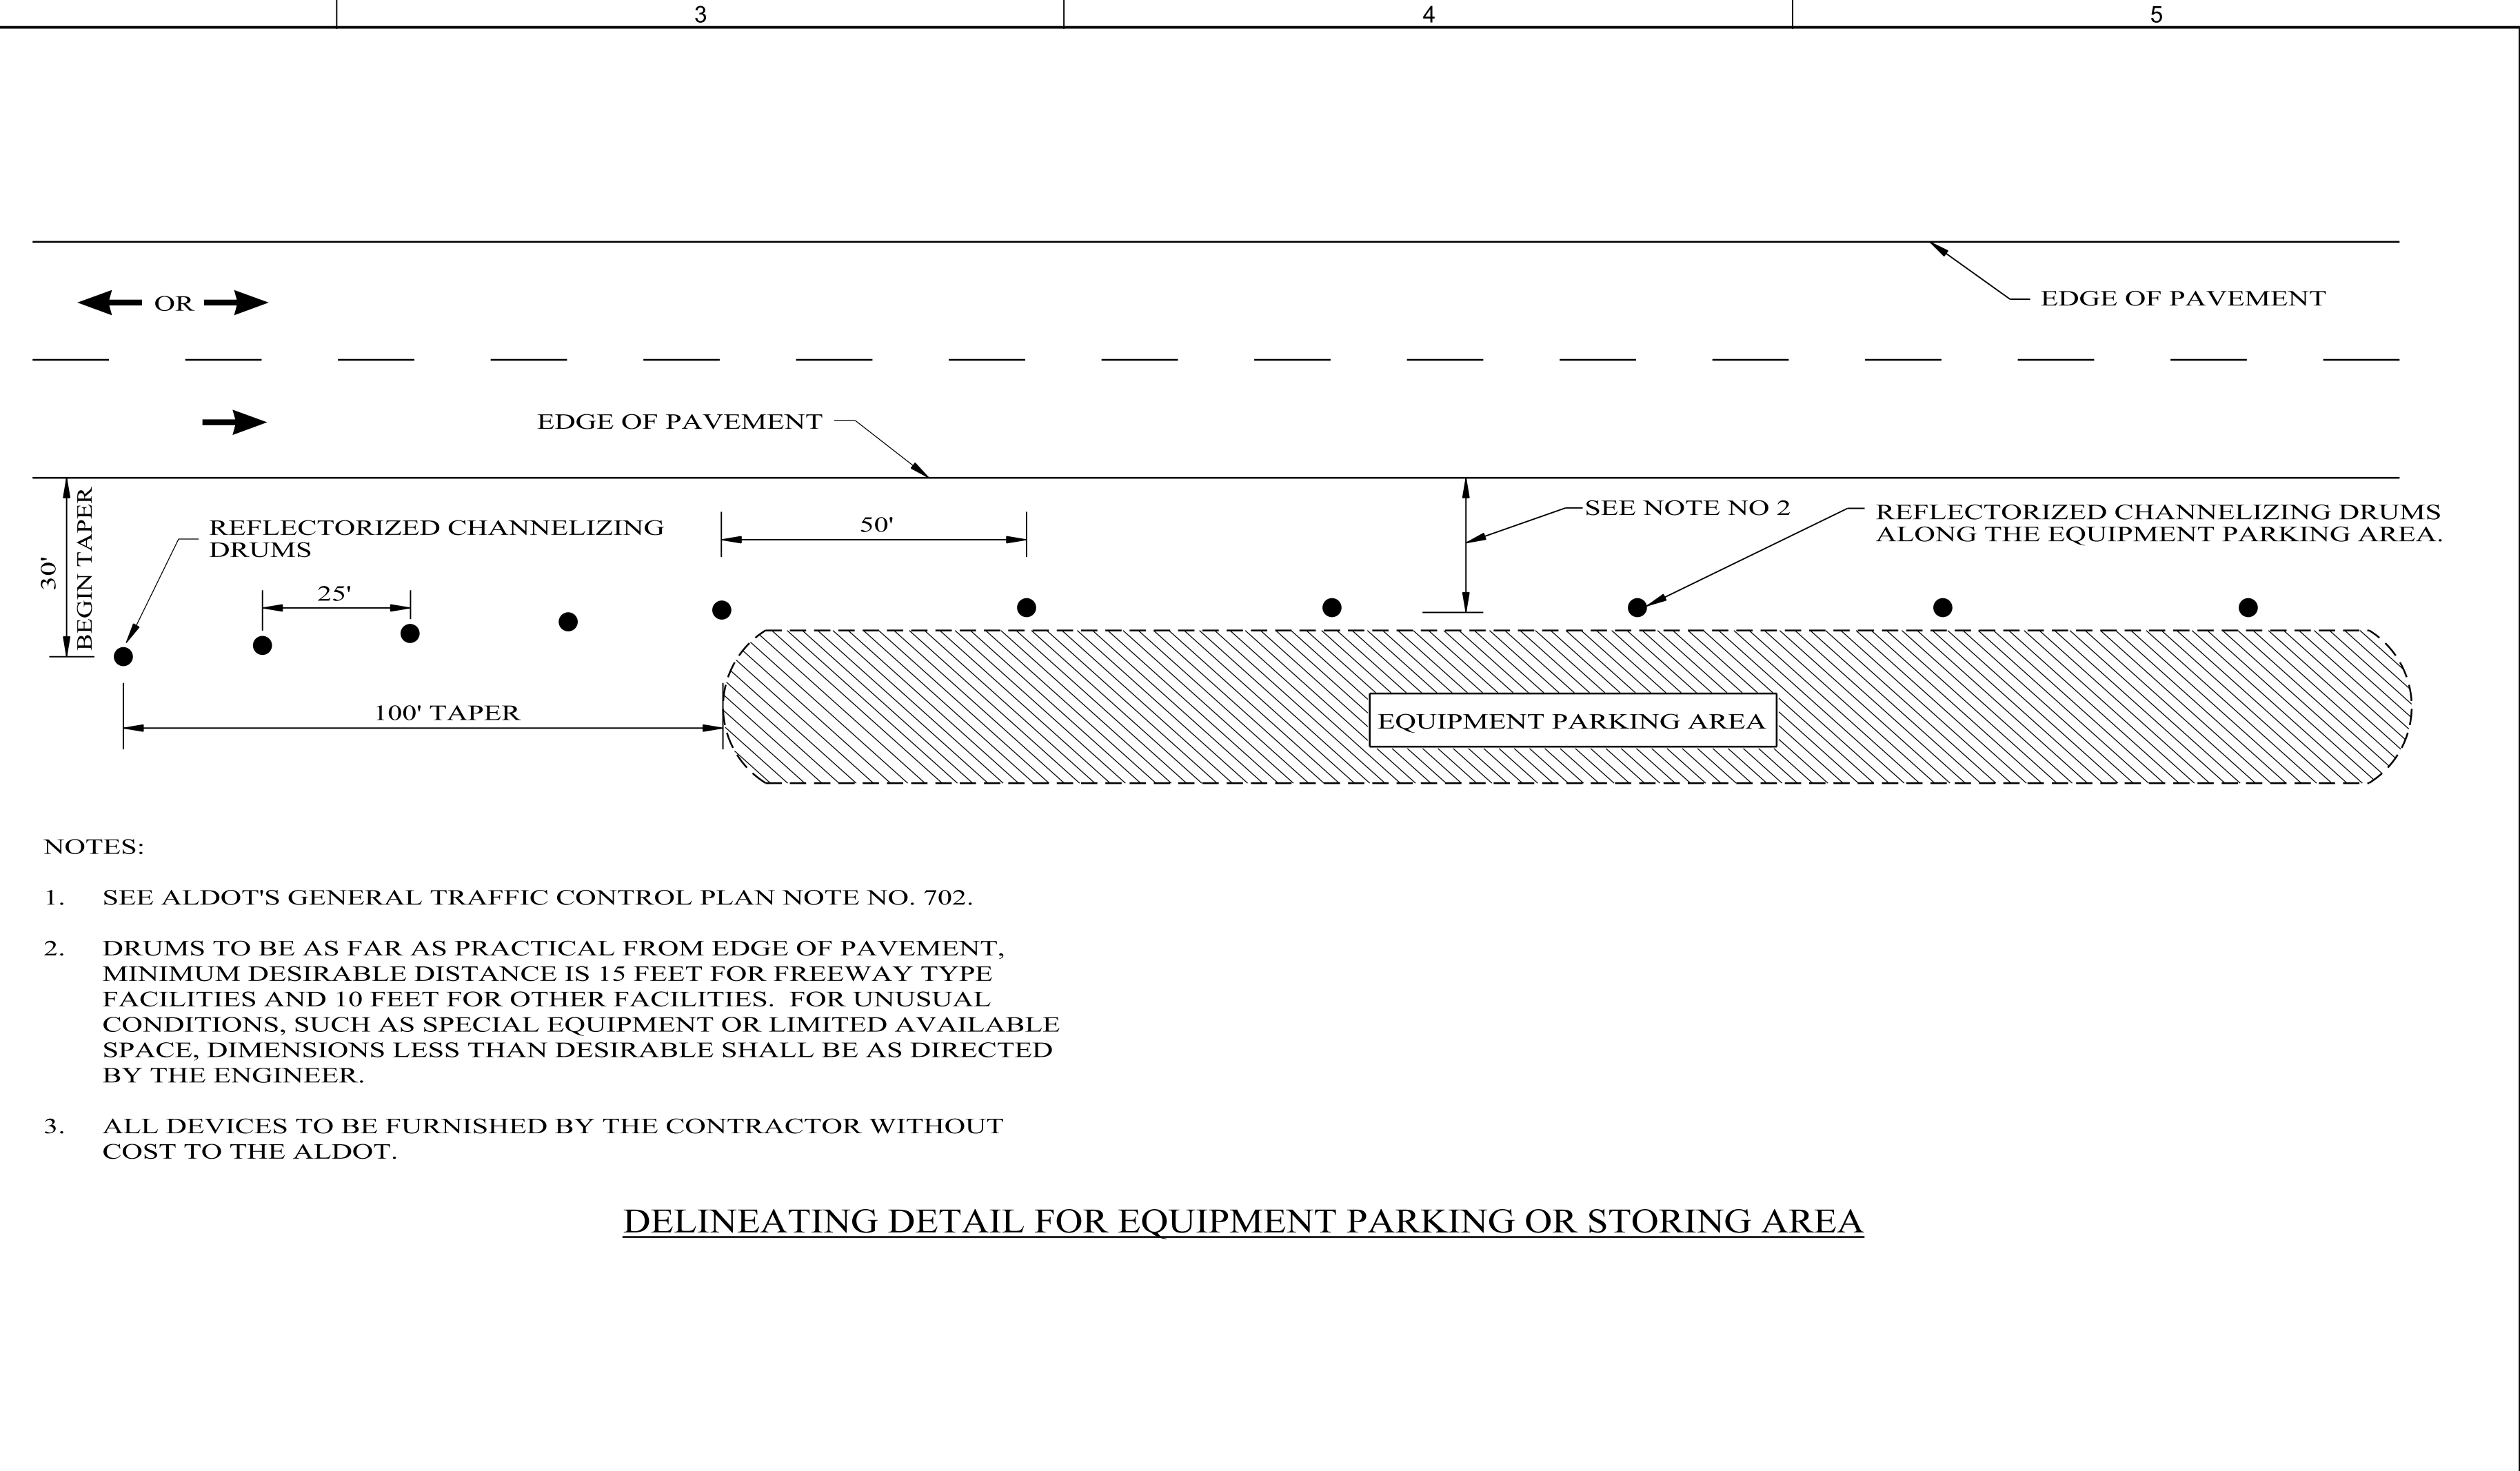 3 4 5
OR
EDGE OF PAVEMENT
EDGE OF PAVEMENT
30'
BEGIN TAPER
REFLECTORIZED CHANNELIZING
DRUMS
25'
50'
SEE NOTE NO 2
REFLECTORIZED CHANNELIZING DRUMS
ALONG THE EQUIPMENT PARKING AREA.
100' TAPER
EQUIPMENT PARKING AREA
NOTES:
1. SEE ALDOT'S GENERAL TRAFFIC CONTROL PLAN NOTE NO. 702.
2. DRUMS TO BE AS FAR AS PRACTICAL FROM EDGE OF PAVEMENT,
MINIMUM DESIRABLE DISTANCE IS 15 FEET FOR FREEWAY TYPE
FACILITIES AND 10 FEET FOR OTHER FACILITIES. FOR UNUSUAL
CONDITIONS, SUCH AS SPECIAL EQUIPMENT OR LIMITED AVAILABLE
SPACE, DIMENSIONS LESS THAN DESIRABLE SHALL BE AS DIRECTED
BY THE ENGINEER.
3. ALL DEVICES TO BE FURNISHED BY THE CONTRACTOR WITHOUT
COST TO THE ALDOT.
DELINEATING DETAIL FOR EQUIPMENT PARKING OR STORING AREA